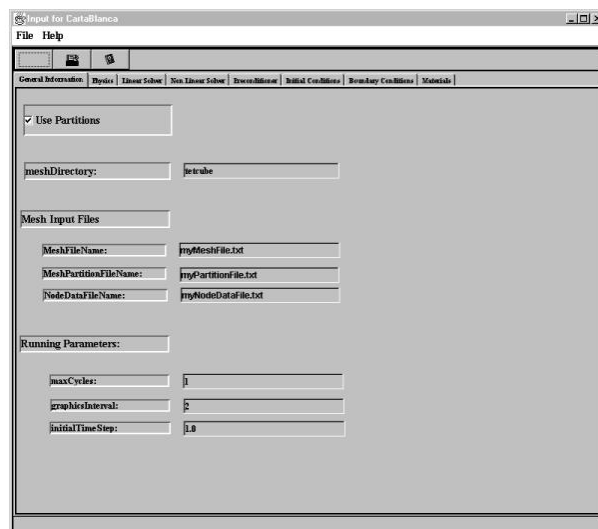 Input for CartaBlanca
File Help
General Information Physics Linear Solver Non Linear Solver Preconditioner Initial Conditions Boundary Conditions Materials
Use Partitions
meshDirectory: tetcube
Mesh Input Files
MeshFileName: myMeshFile.txt
MeshPartitionFileName: myPartitionFile.txt
NodeDataFileName: myNodeDataFile.txt
Running Parameters:
maxCycles: 1
graphicsInterval: 2
initialTimeStep: 1.0